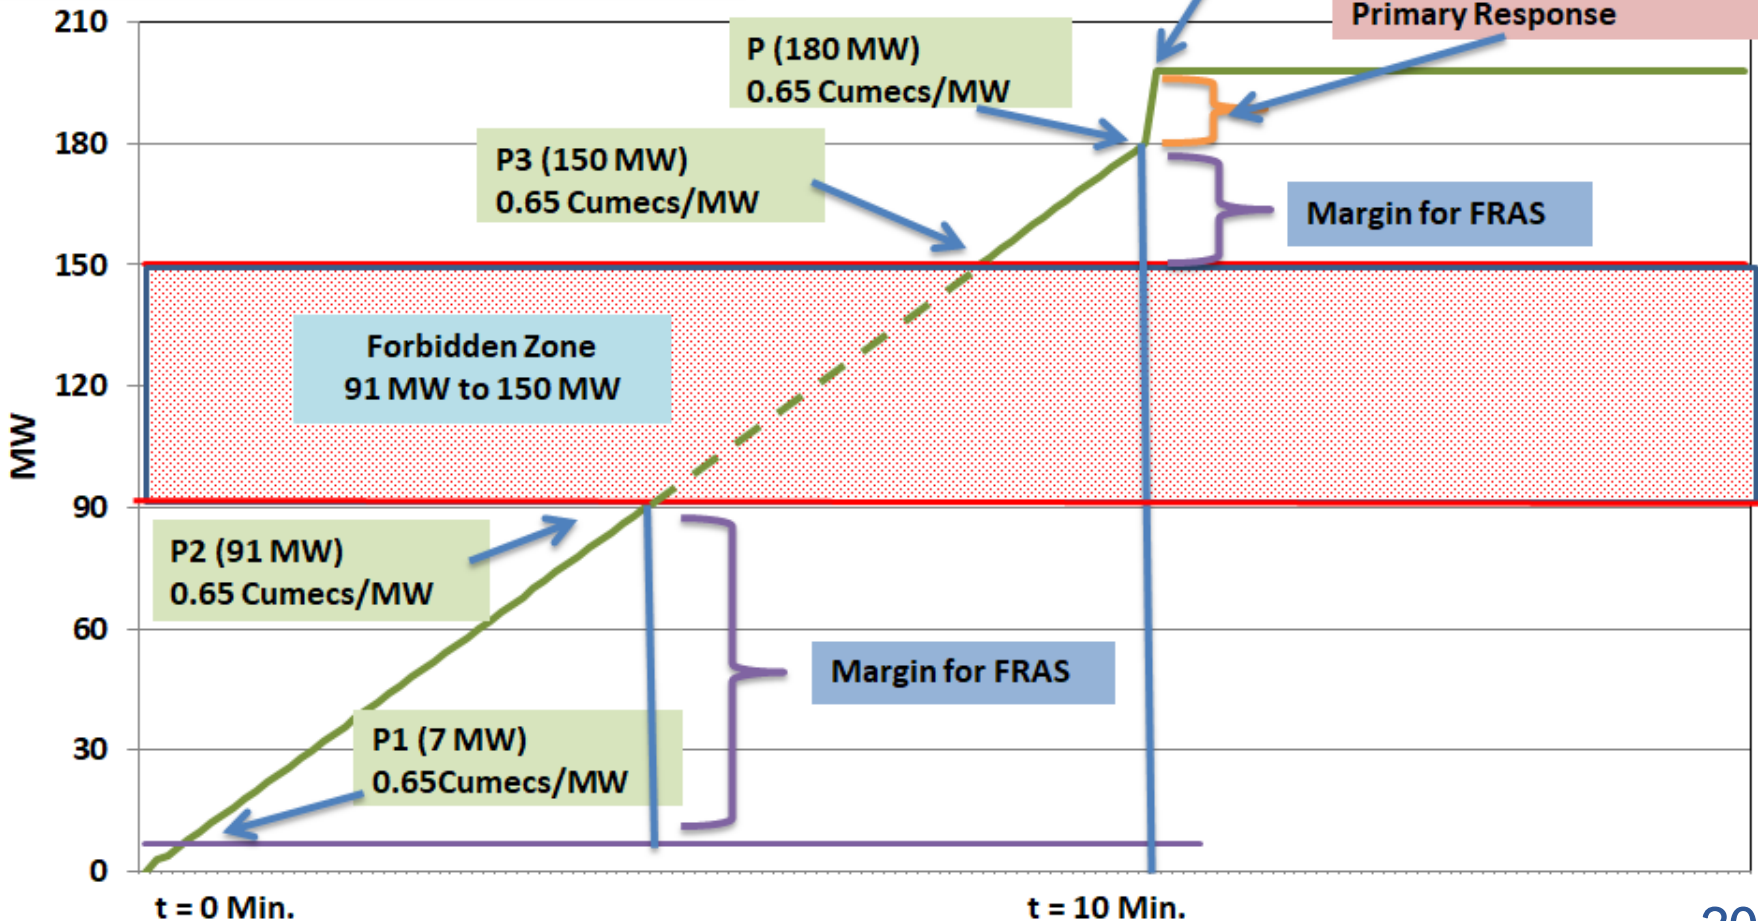 210
Primary Response
P (180 MW)
0.65 Cumecs/MW
180
P3 (150 MW)
0.65 Cumecs/MW
Margin for FRAS
150
Forbidden Zone
91 MW to 150 MW
120
MW
90
P2 (91 MW)
0.65 Cumecs/MW
60
Margin for FRAS
P1 (7 MW)
0.65Cumecs/MW
30
0
t = 0 Min.
t = 10 Min.